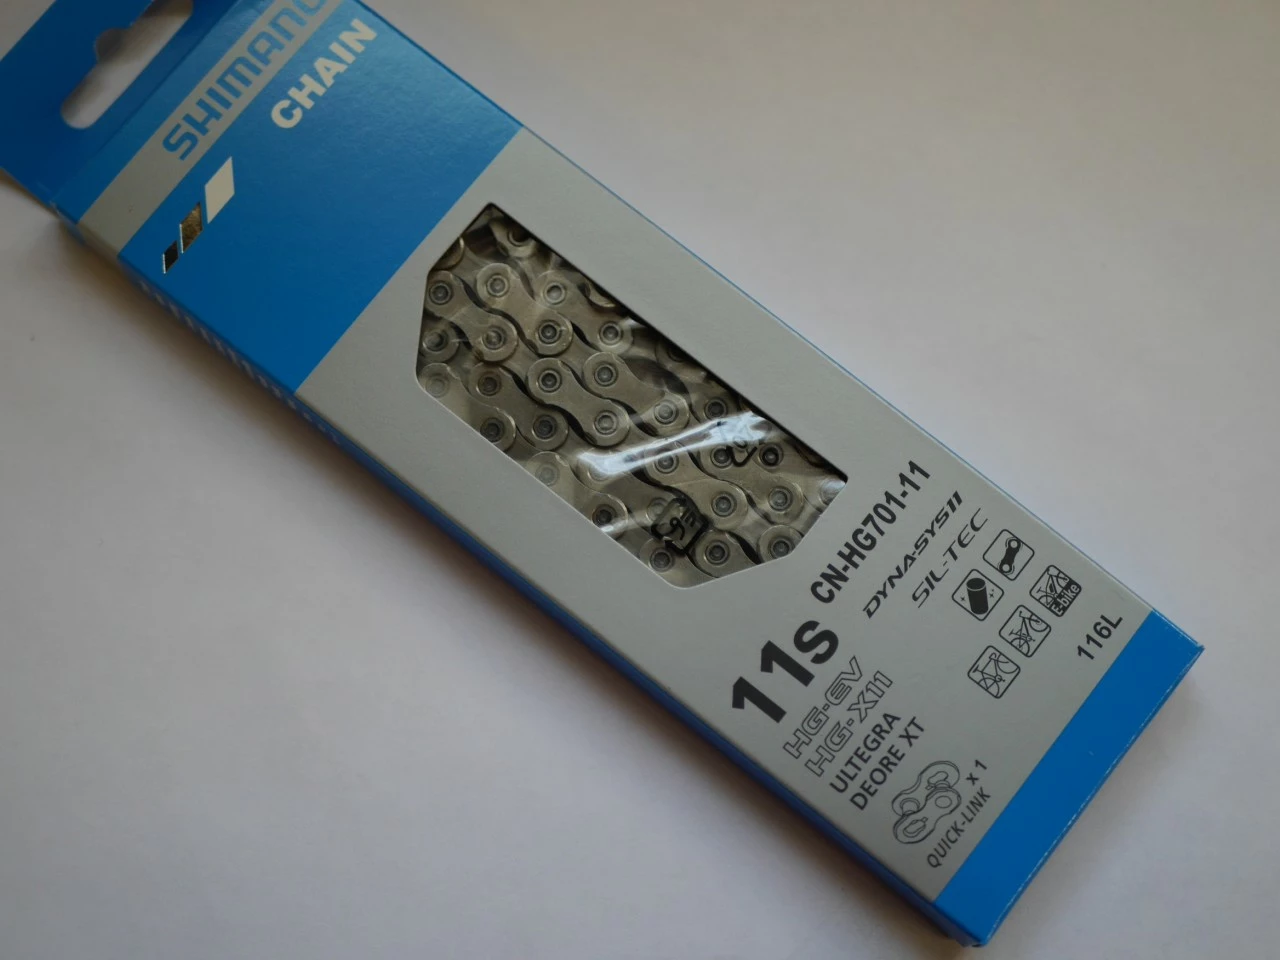 SHIMANO
CHAIN
CN-HG701-11
DYNA-SYS11
SIL-TEC
E-bike
116L
11s
HG-EV
HG-X11
ULTEGRA
DEORE XT
x 1
QUICK-LINK